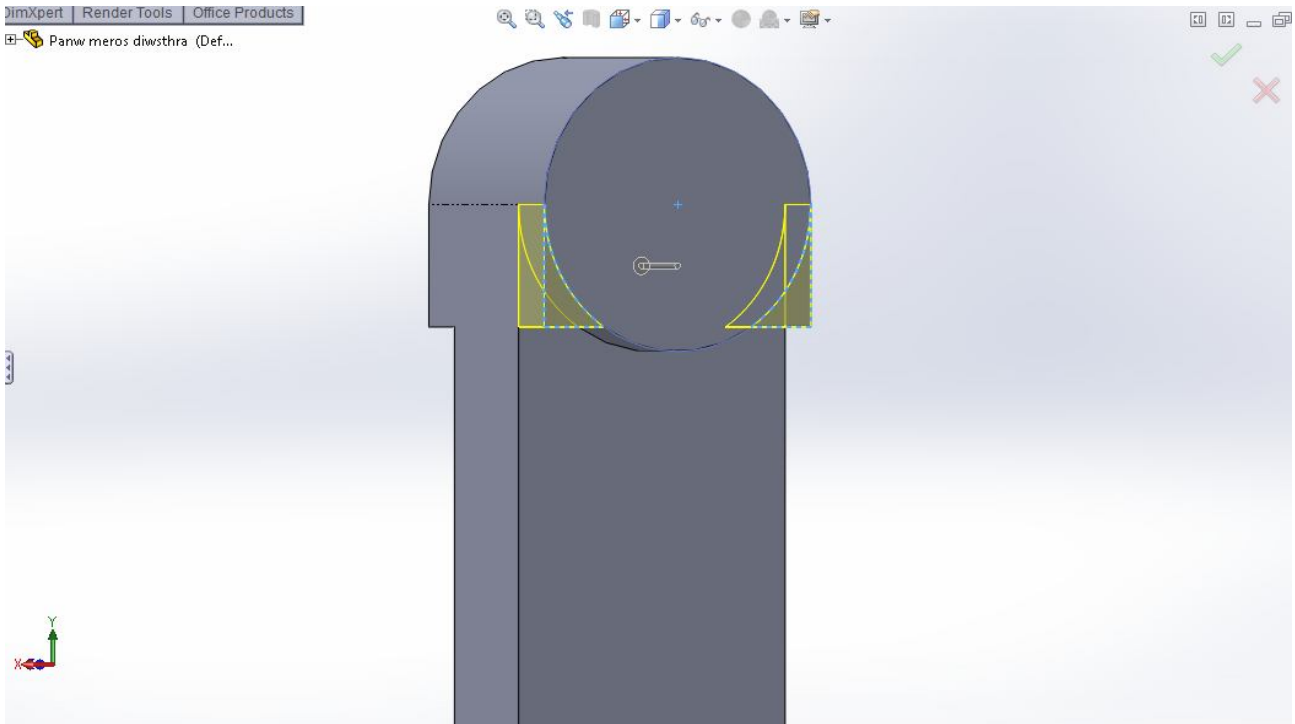 DimXpert Render Tools Office Products
Panw meros diwsthra (Def...
Y
X